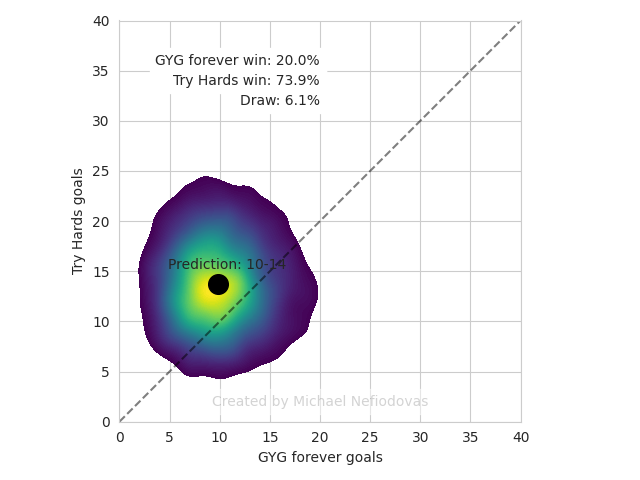 40
35
30
25
20
15
10
5
0
Try Hards goals
GYG forever win: 20.0%
Try Hards win: 73.9%
Draw: 6.1%
Prediction: 10-14
Created by Michael Nefiodovas
0 5 10 15 20 25 30 35 40
GYG forever goals